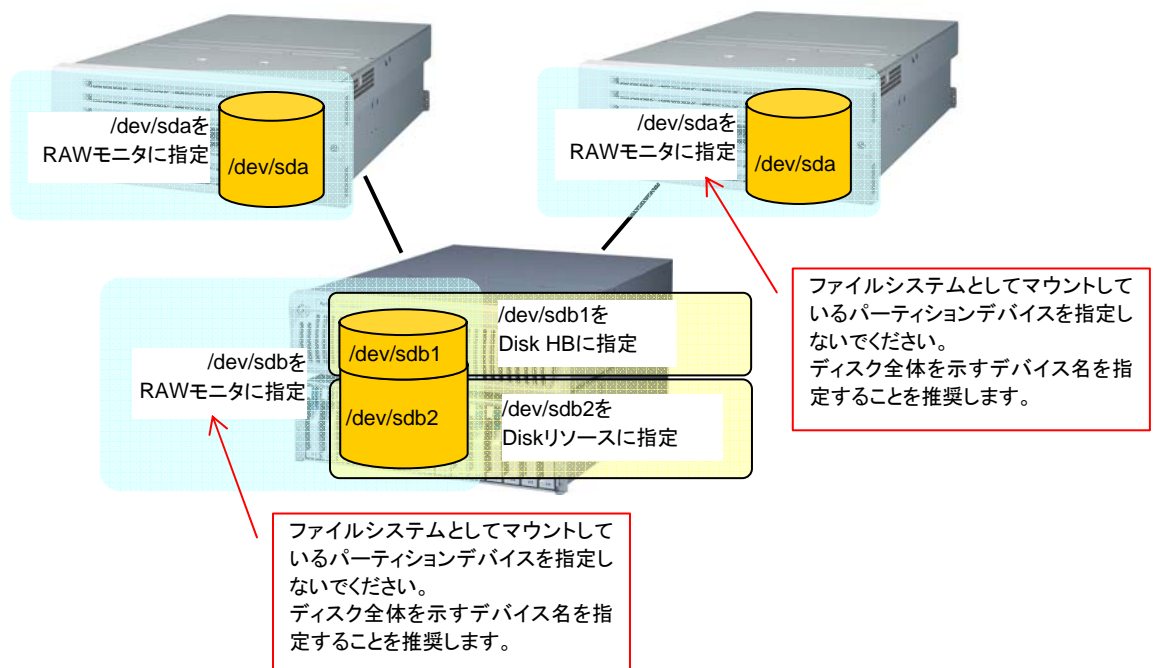 /dev/sdaを
RAWモニタに指定
/dev/sda
/dev/sdaを
RAWモニタに指定
/dev/sda
ファイルシステムとしてマウントして
いるパーティションデバイスを指定し
ないでください。
ディスク全体を示すデバイス名を指
定することを推奨します。
/dev/sdbを
RAWモニタに指定
/dev/sdb1
/dev/sdb1を
Disk HBに指定
/dev/sdb2
/dev/sdb2を
Diskリソースに指定
ファイルシステムとしてマウントして
いるパーティションデバイスを指定し
ないでください。
ディスク全体を示すデバイス名を指
定することを推奨します。